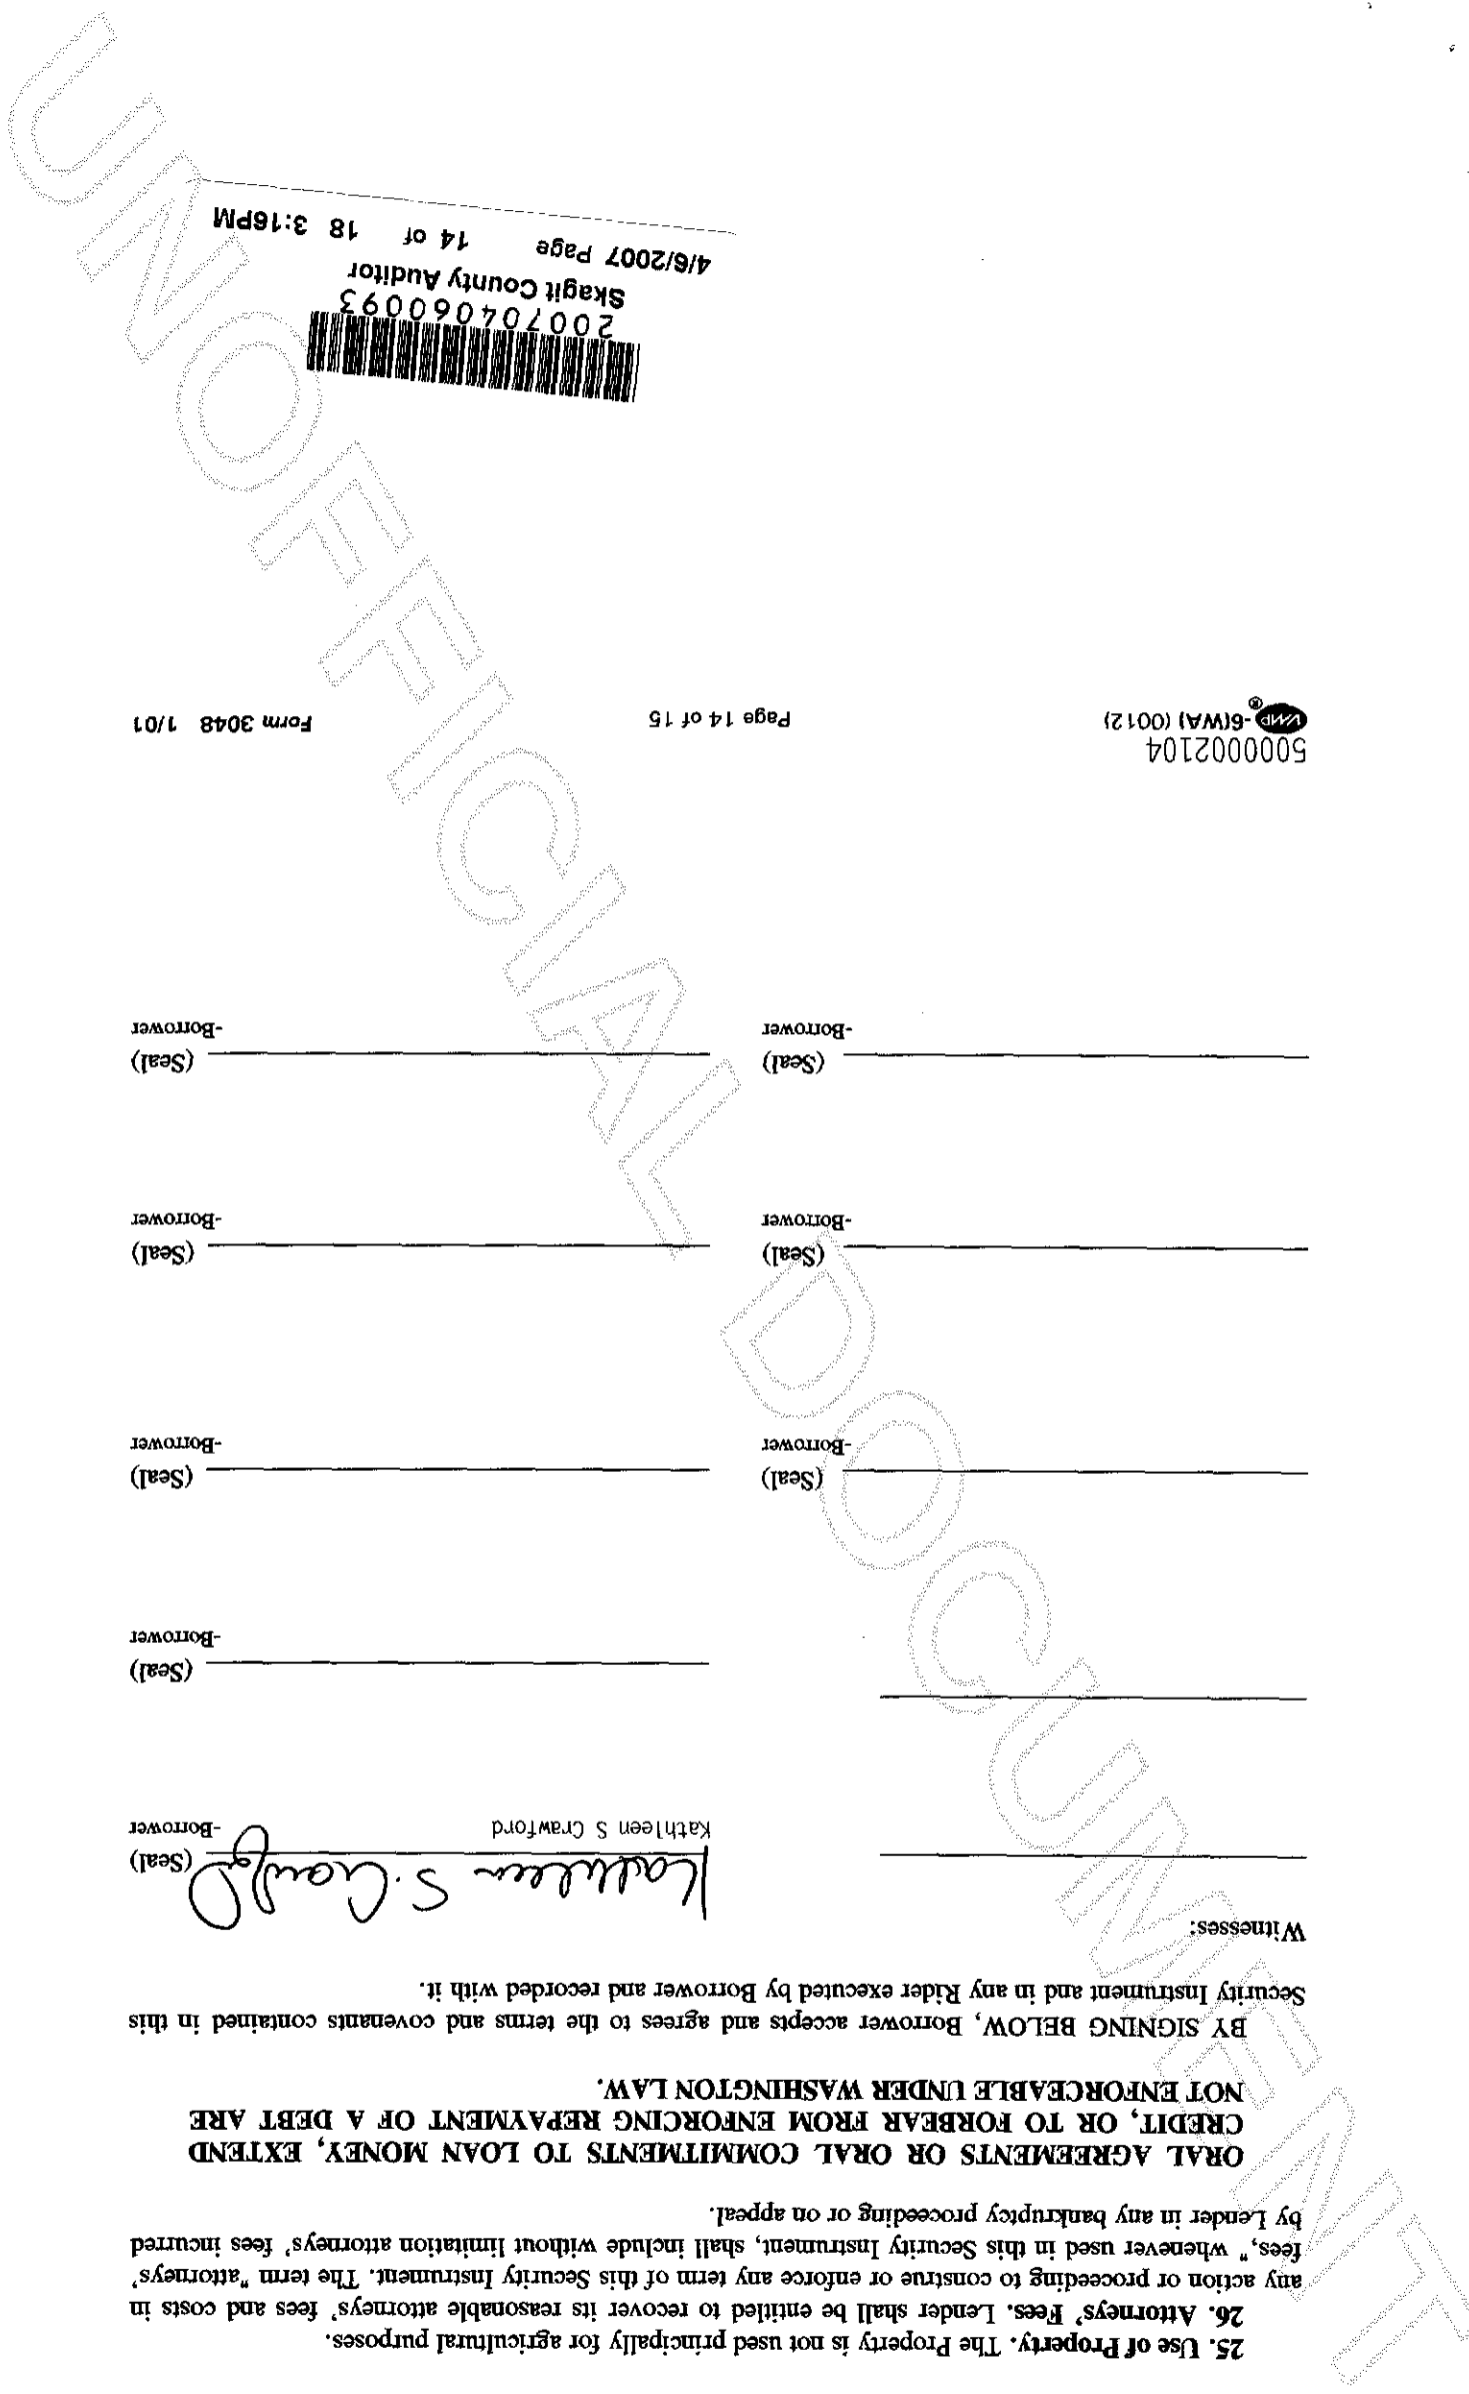 25. Use of Property. The Property is not used principally for agricultural purposes.
26. Attorneys' Fees. Lender shall be entitled to recover its reasonable attorneys' fees and costs in
any action or proceeding to construe or enforce any term of this Security Instrument. The term "attorneys'
fees," whenever used in this Security Instrument, shall include without limitation attorneys' fees incurred
by Lender in any bankruptcy proceeding or on appeal.
ORAL AGREEMENTS OR ORAL COMMITMENTS TO LOAN MONEY, EXTEND
CREDIT, OR TO FORBEAR FROM ENFORCING REPAYMENT OF A DEBT ARE
NOT ENFORCEABLE UNDER WASHINGTON LAW.
BY SIGNING BELOW, Borrower accepts and agrees to the terms and covenants contained in this
Security Instrument and in any Rider executed by Borrower and recorded with it.
Witnesses:
Kathleen S. Crawford (Seal)
Kathleen S Crawford -Borrower
(Seal)
-Borrower
(Seal) (Seal)
-Borrower -Borrower
(Seal) (Seal)
-Borrower -Borrower
(Seal) (Seal)
-Borrower -Borrower
5000002104
VMP®-6(WA) (0012) Page 14 of 15 Form 3048 1/01
200704060093
Skagit County Auditor
4/6/2007 Page 14 of 18 3:16PM
UNOFFICIAL DOCUMENT